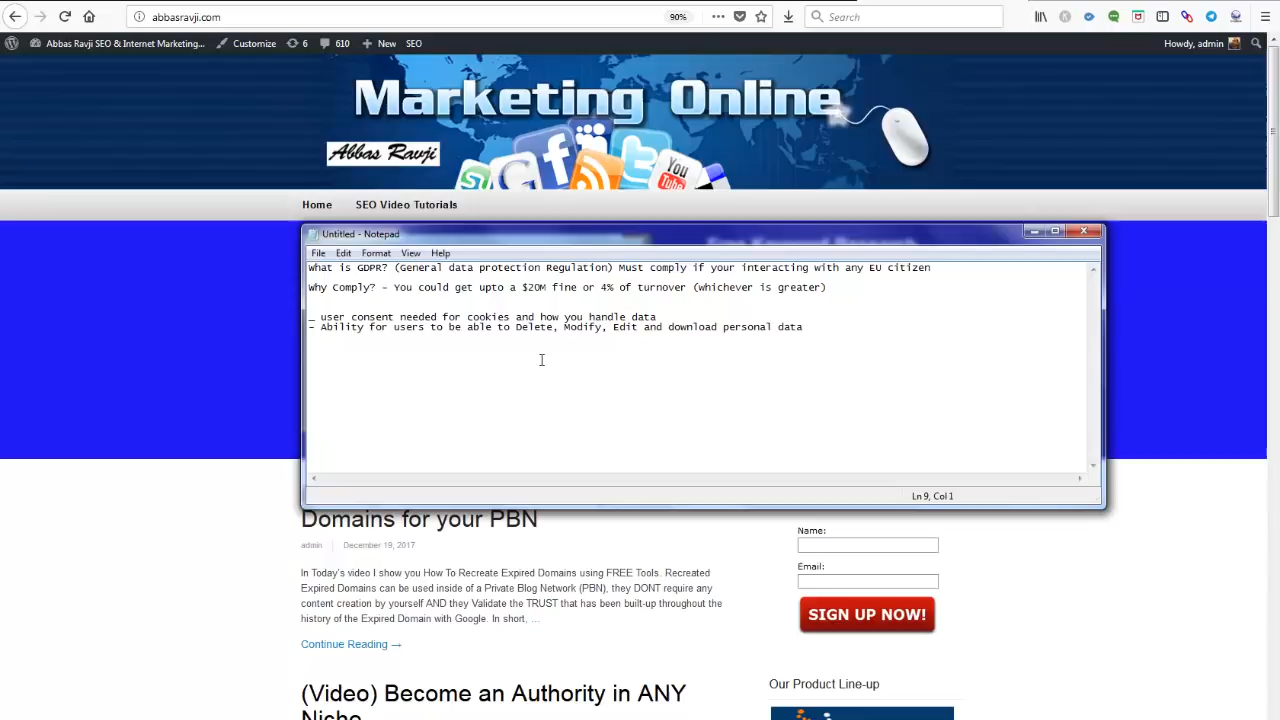 abbasravji.com
90%
Search
Abbas Ravji SEO & Internet Marketing...
Customize
6
610
New
SEO
Howdy, admin
Marketing Online
Abbas Ravji
You
Tube
Home
SEO Video Tutorials
Untitled - Notepad
File Edit Format View Help
What is GDPR? (General data protection Regulation) Must comply if your interacting with any EU citizen
Why Comply? - You could get upto a $20M fine or 4% of turnover (whichever is greater)
_ user consent needed for cookies and how you handle data
- Ability for users to be able to Delete, Modify, Edit and download personal data
Ln 9, Col 1
Domains for your PBN
admin
December 19, 2017
In Today's video I show you How To Recreate Expired Domains using FREE Tools. Recreated
Expired Domains can be used inside of a Private Blog Network (PBN), they DONT require any
content creation by yourself AND they Validate the TRUST that has been built-up throughout the
history of the Expired Domain with Google. In short, ...
Continue Reading →
(Video) Become an Authority in ANY
Niche
Name:
Email:
SIGN UP NOW!
Our Product Line-up